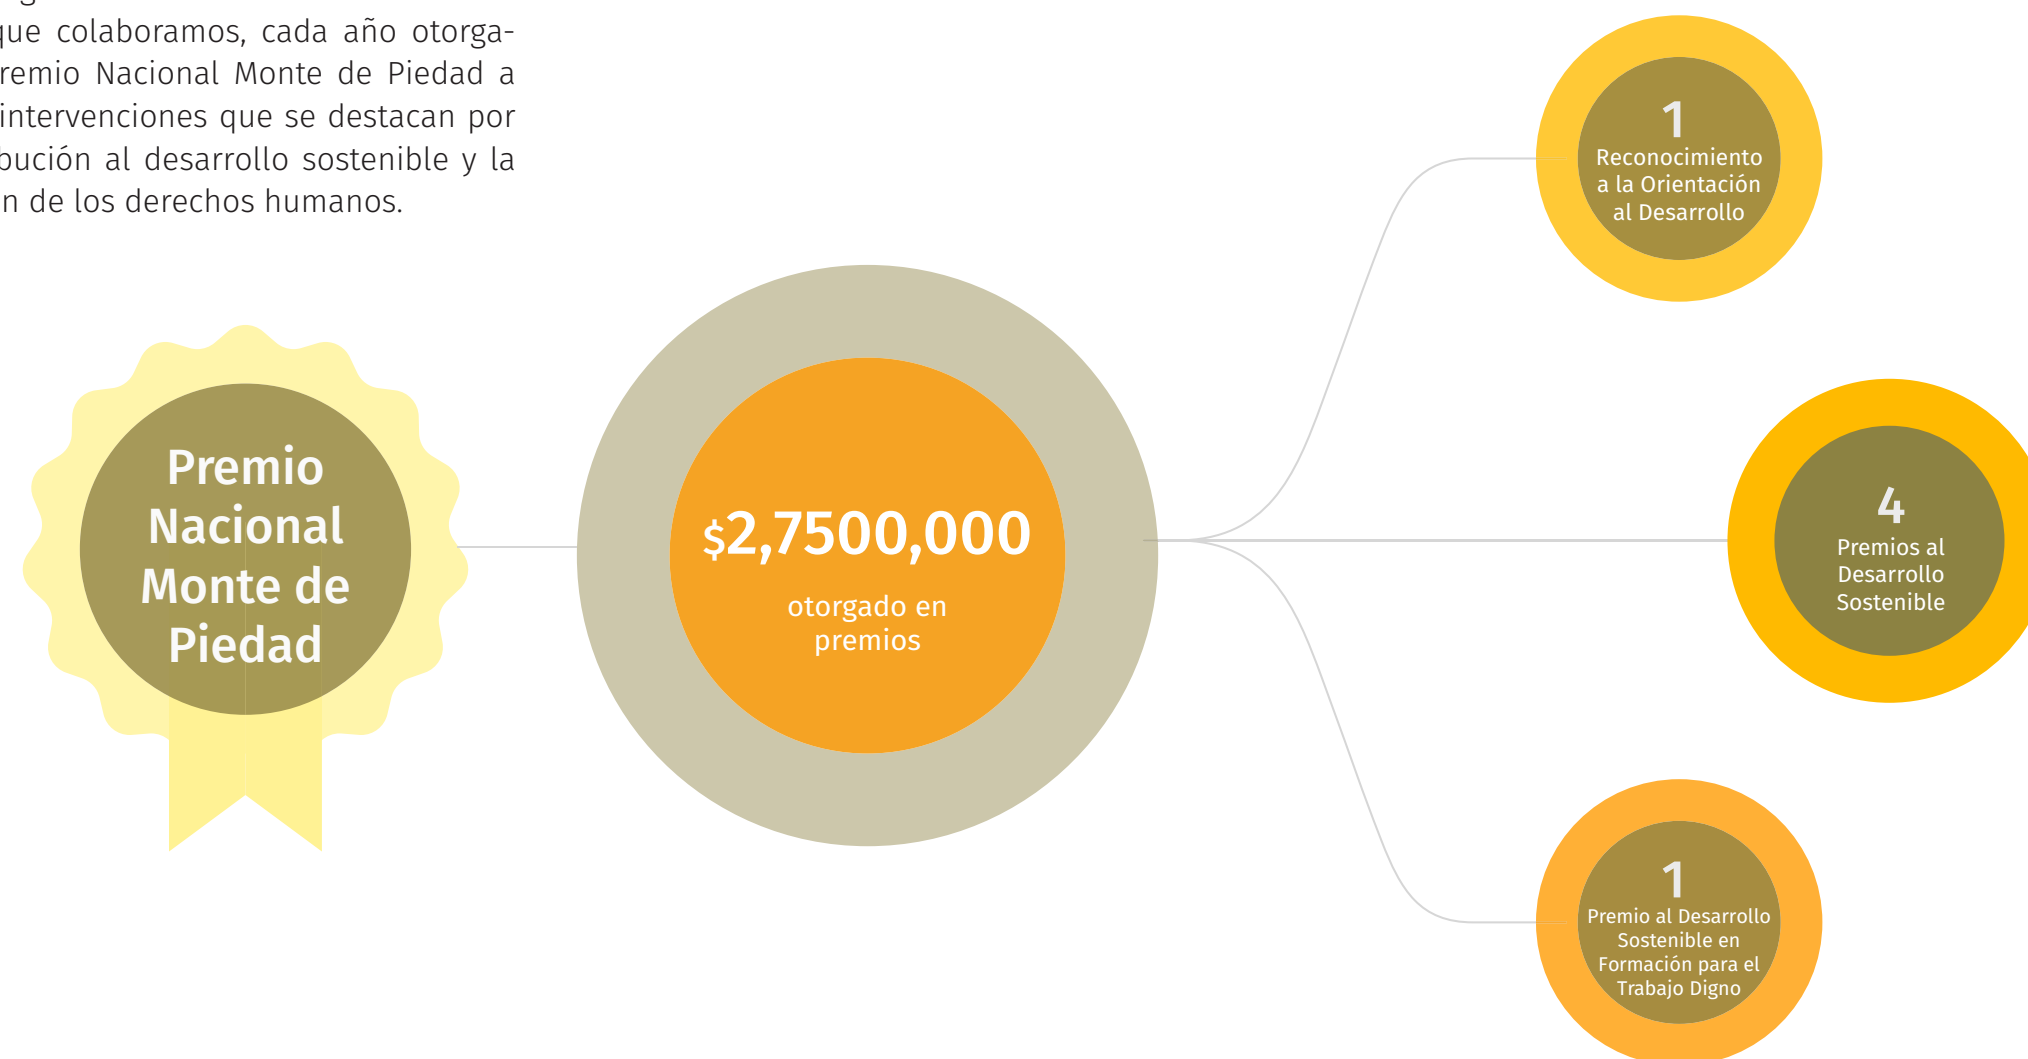 que colaboramos, cada año otorga-
remio Nacional Monte de Piedad a
intervenciones que se destacan por
bución al desarrollo sostenible y la
n de los derechos humanos.
Premio
Nacional
Monte de
Piedad
$2,7500,000
otorgado en
premios
1
Reconocimiento
a la Orientación
al Desarrollo
4
Premios al
Desarrollo
Sostenible
1
Premio al Desarrollo
Sostenible en
Formación para el
Trabajo Digno